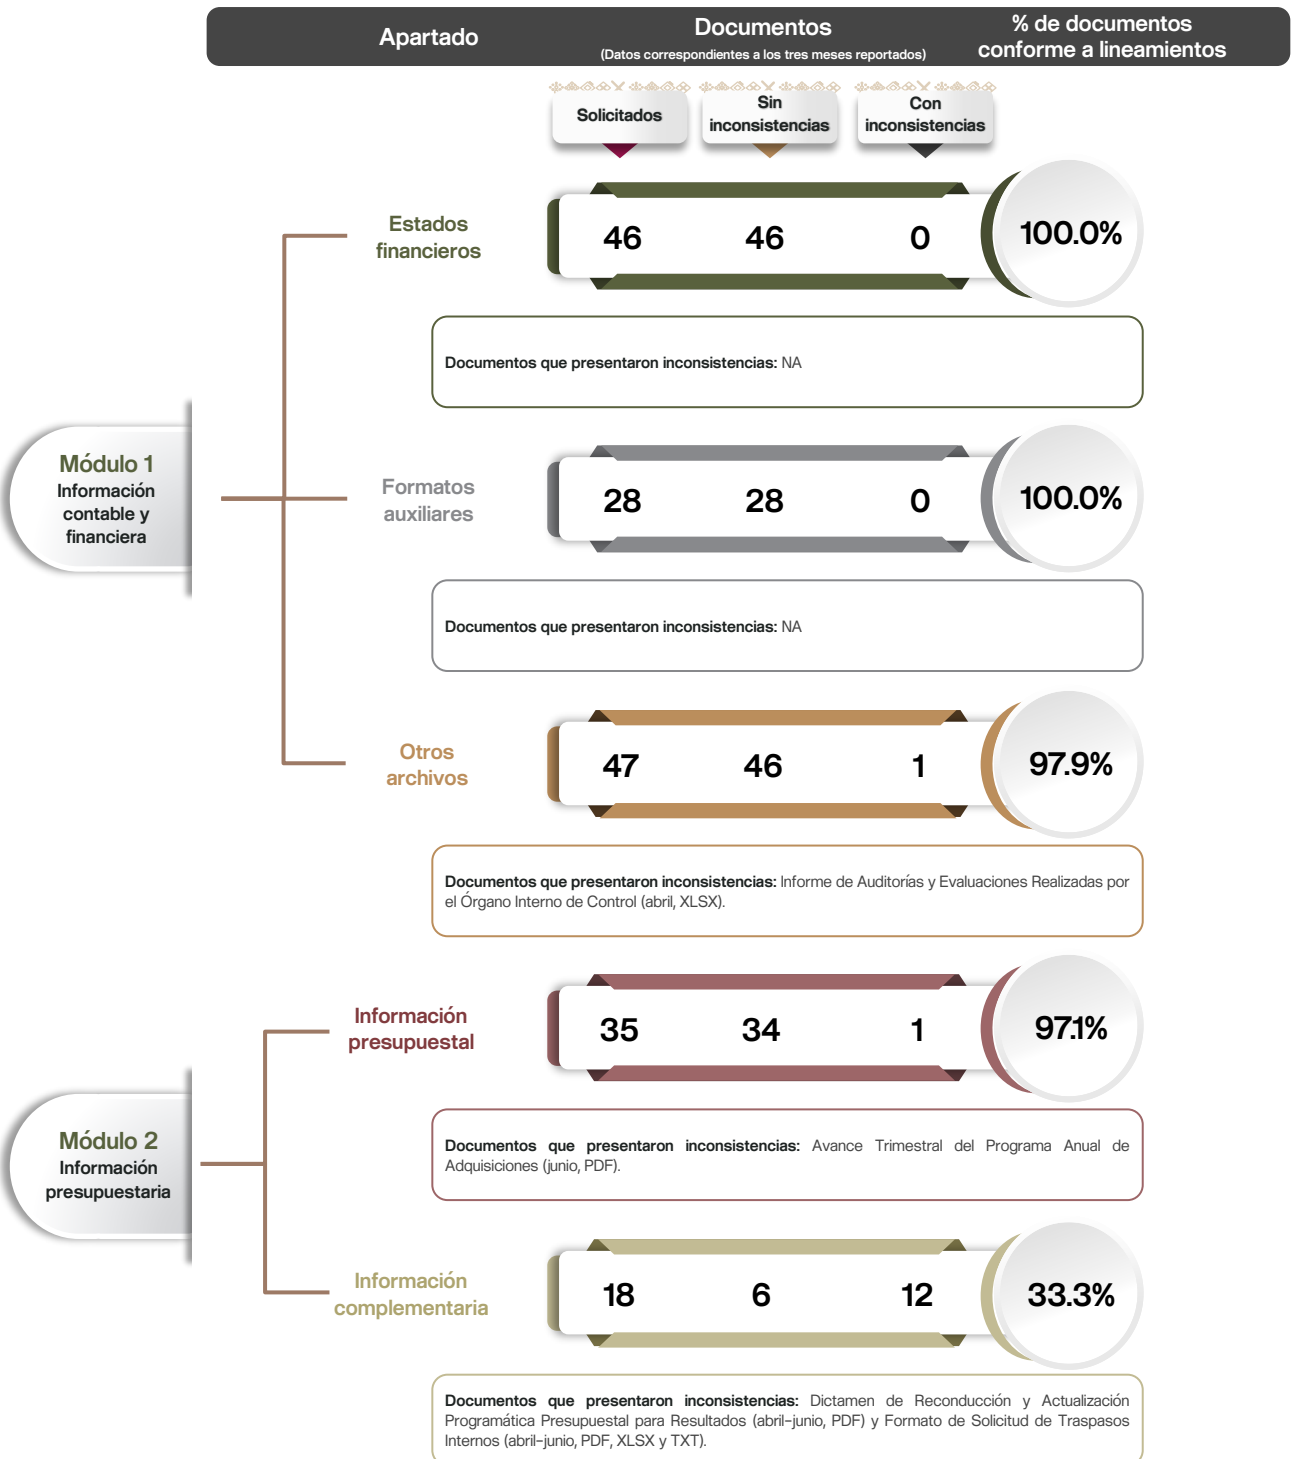 Apartado
Documentos
(Datos correspondientes a los tres meses reportados)
% de documentos
conforme a lineamientos
Solicitados
Sin
inconsistencias
Con
inconsistencias
Módulo 1
Información
contable y
financiera
Estados
financieros
46 46 0 100.0%
Documentos que presentaron inconsistencias: NA
Formatos
auxiliares
28 28 0 100.0%
Documentos que presentaron inconsistencias: NA
Otros
archivos
47 46 1 97.9%
Documentos que presentaron inconsistencias: Informe de Auditorías y Evaluaciones Realizadas por
el Órgano Interno de Control (abril, XLSX).
Módulo 2
Información
presupuestaria
Información
presupuestal
35 34 1 97.1%
Documentos que presentaron inconsistencias: Avance Trimestral del Programa Anual de
Adquisiciones (junio, PDF).
Información
complementaria
18 6 12 33.3%
Documentos que presentaron inconsistencias: Dictamen de Reconducción y Actualización
Programática Presupuestal para Resultados (abril-junio, PDF) y Formato de Solicitud de Traspasos
Internos (abril-junio, PDF, XLSX y TXT).